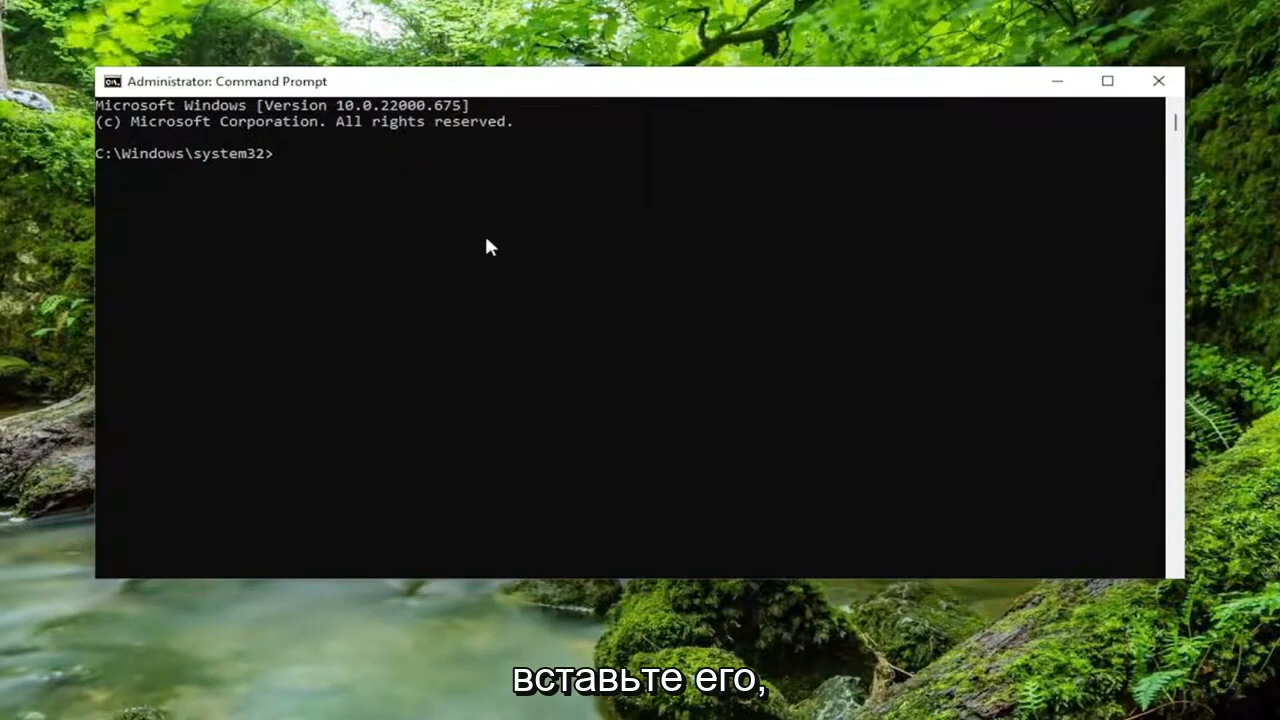 Administrator: Command Prompt
Microsoft Windows [Version 10.0.22000.675]
(c) Microsoft Corporation. All rights reserved.
C:\Windows\system32>
вставьте его,